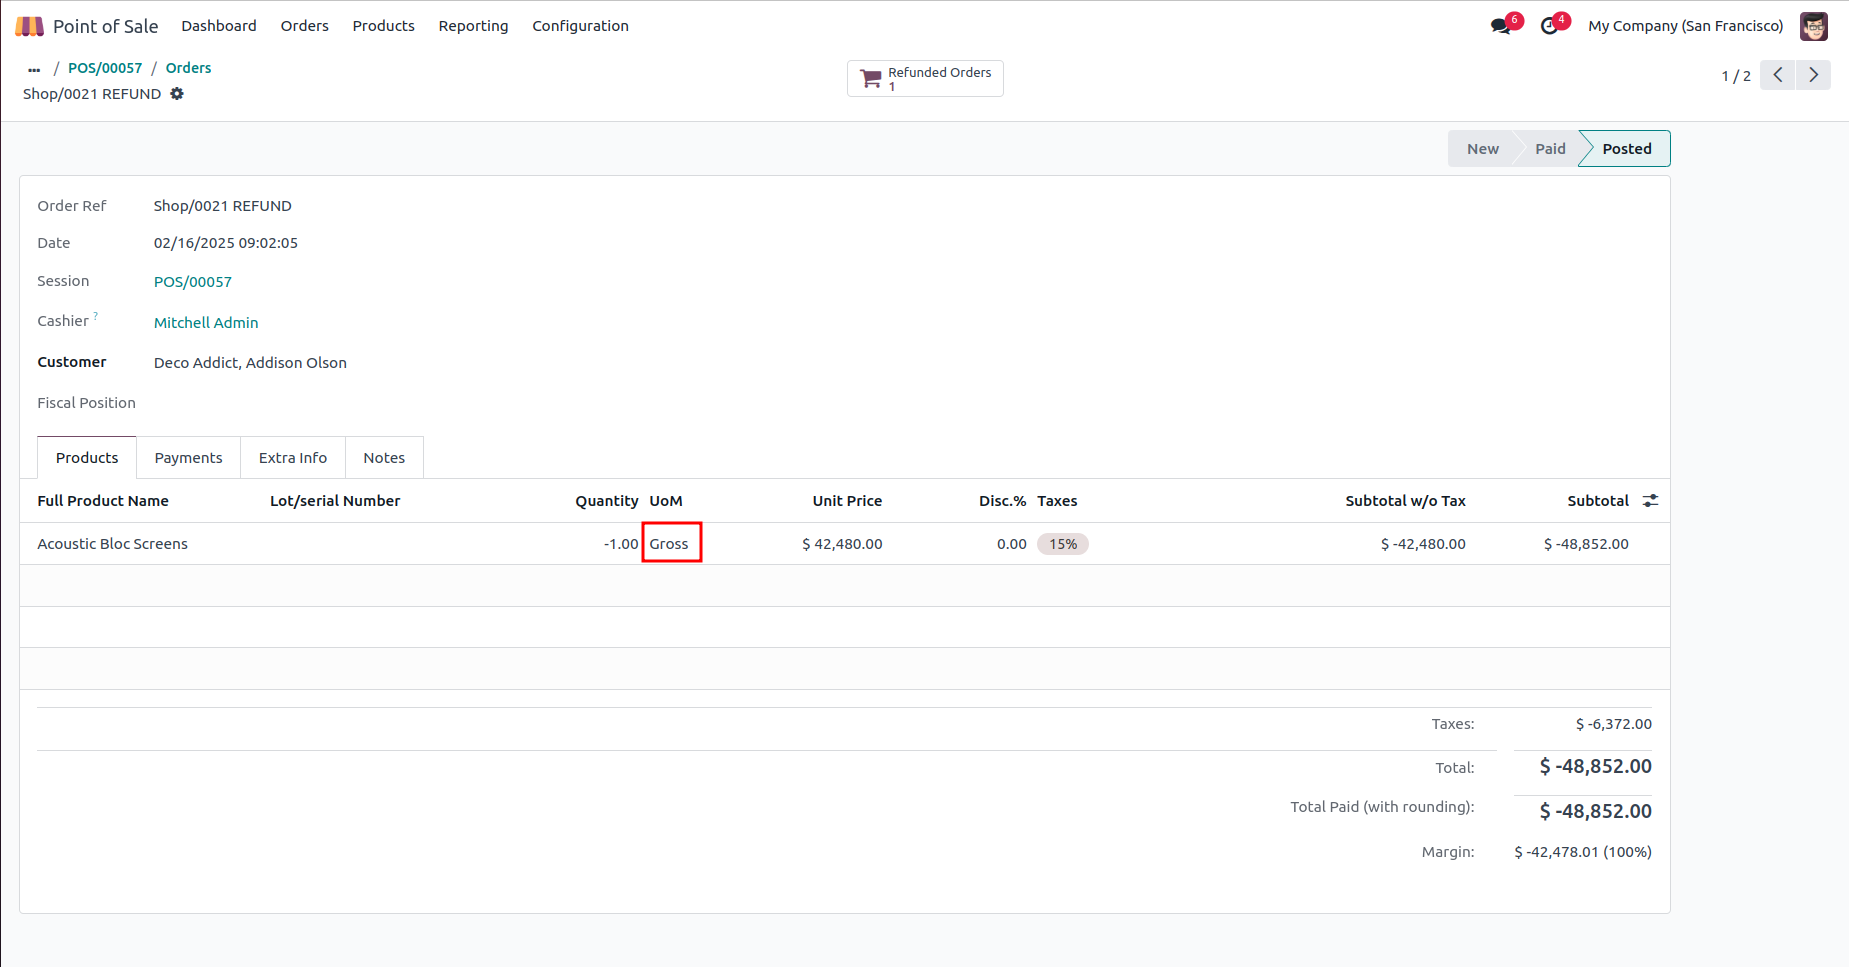 Point of Sale Dashboard Orders Products Reporting Configuration 6 4 My Company (San Francisco)
... / POS/00057 / Orders
Shop/0021 REFUND
Refunded Orders
1
1 / 2
New Paid Posted
Order Ref Shop/0021 REFUND
Date 02/16/2025 09:02:05
Session POS/00057
Cashier ? Mitchell Admin
Customer Deco Addict, Addison Olson
Fiscal Position
Products Payments Extra Info Notes
Full Product Name Lot/serial Number Quantity UoM Unit Price Disc.% Taxes Subtotal w/o Tax Subtotal
Acoustic Bloc Screens -1.00 Gross $ 42,480.00 0.00 15% $ -42,480.00 $ -48,852.00
Taxes: $ -6,372.00
Total: $ -48,852.00
Total Paid (with rounding): $ -48,852.00
Margin: $ -42,478.01 (100%)